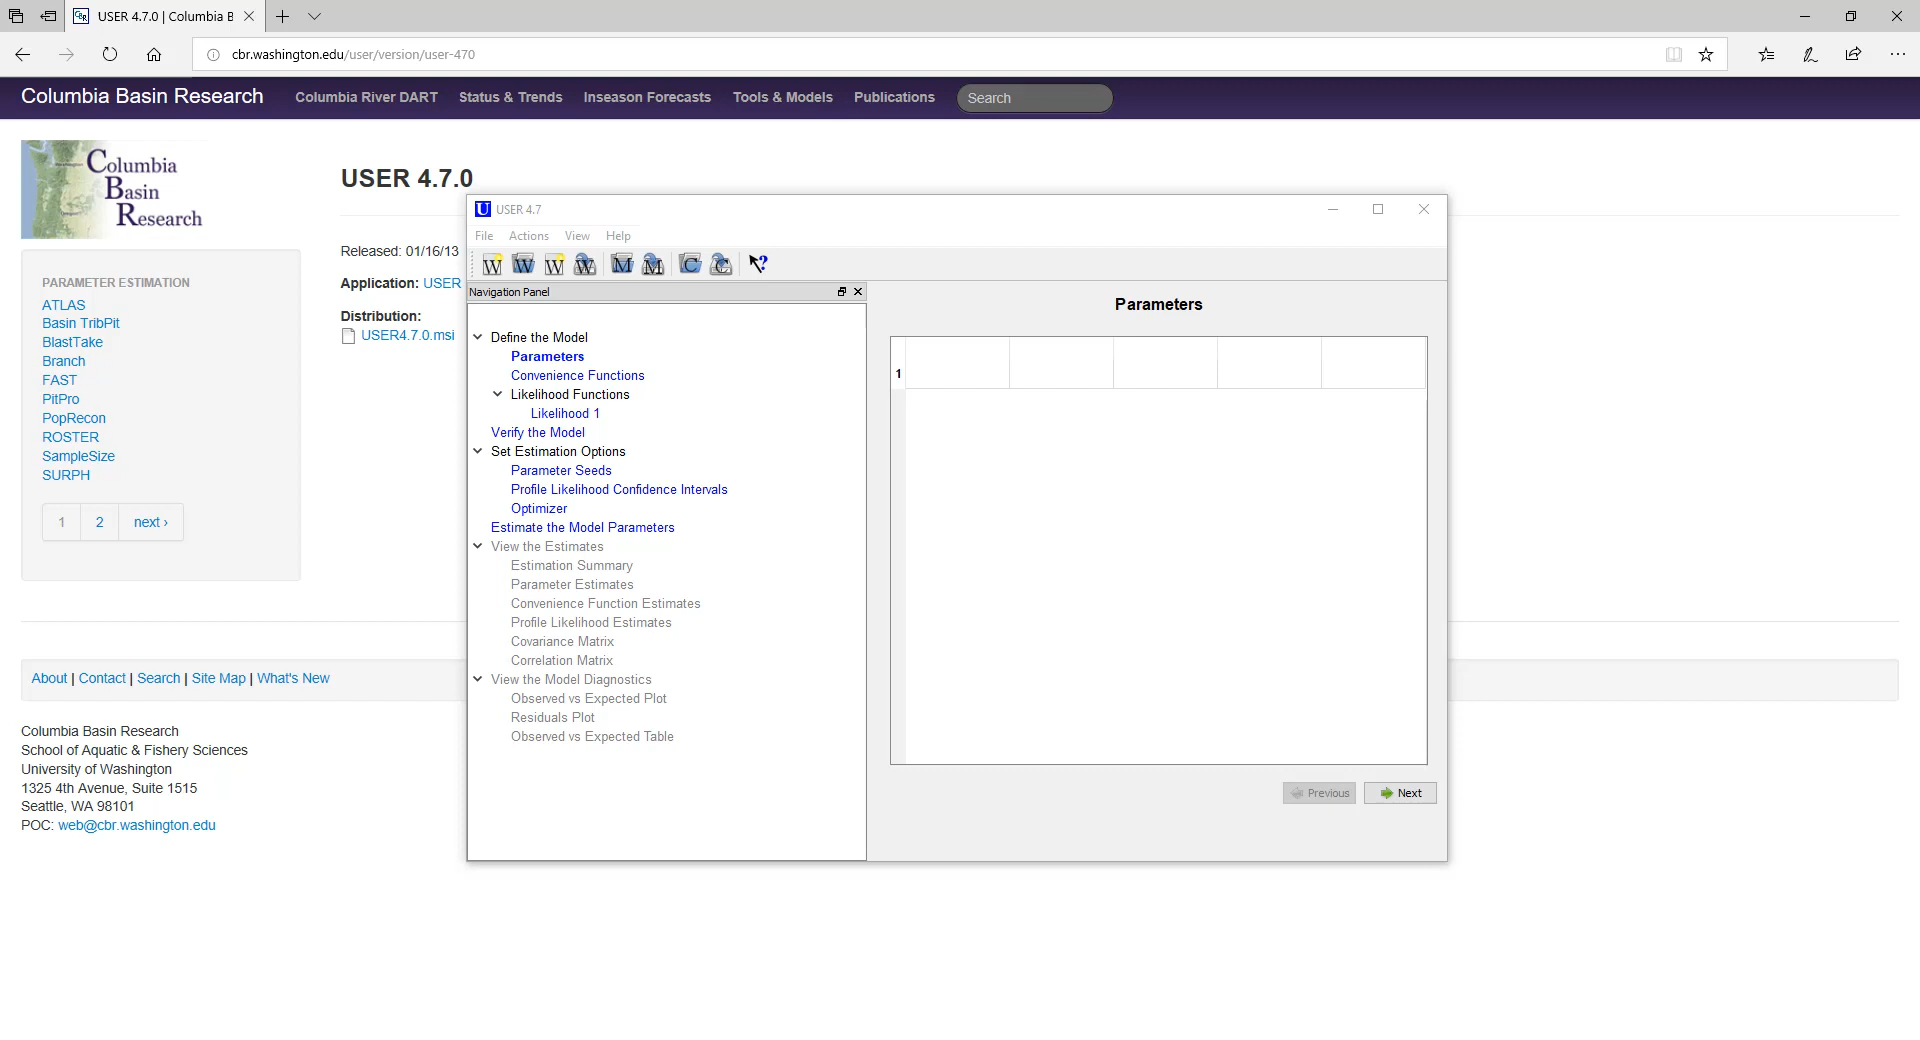 USER 4.7.0 | Columbia B
cbr.washington.edu/user/version/user-470
Columbia Basin Research
Columbia River DART
Status & Trends
Inseason Forecasts
Tools & Models
Publications
Search
Columbia
Basin
Research
USER 4.7.0
Released: 01/16/13
Application: USER
Distribution:
USER4.7.0.msi
PARAMETER ESTIMATION
ATLAS
Basin TribPit
BlastTake
Branch
FAST
PitPro
PopRecon
ROSTER
SampleSize
SURPH
1 2 next ›
About | Contact | Search | Site Map | What's New
Columbia Basin Research
School of Aquatic & Fishery Sciences
University of Washington
1325 4th Avenue, Suite 1515
Seattle, WA 98101
POC: web@cbr.washington.edu
U USER 4.7
File Actions View Help
W W W W M M C C ?
Navigation Panel
Define the Model
Parameters
Convenience Functions
Likelihood Functions
Likelihood 1
Verify the Model
Set Estimation Options
Parameter Seeds
Profile Likelihood Confidence Intervals
Optimizer
Estimate the Model Parameters
View the Estimates
Estimation Summary
Parameter Estimates
Convenience Function Estimates
Profile Likelihood Estimates
Covariance Matrix
Correlation Matrix
View the Model Diagnostics
Observed vs Expected Plot
Residuals Plot
Observed vs Expected Table
Parameters
1
Previous
Next